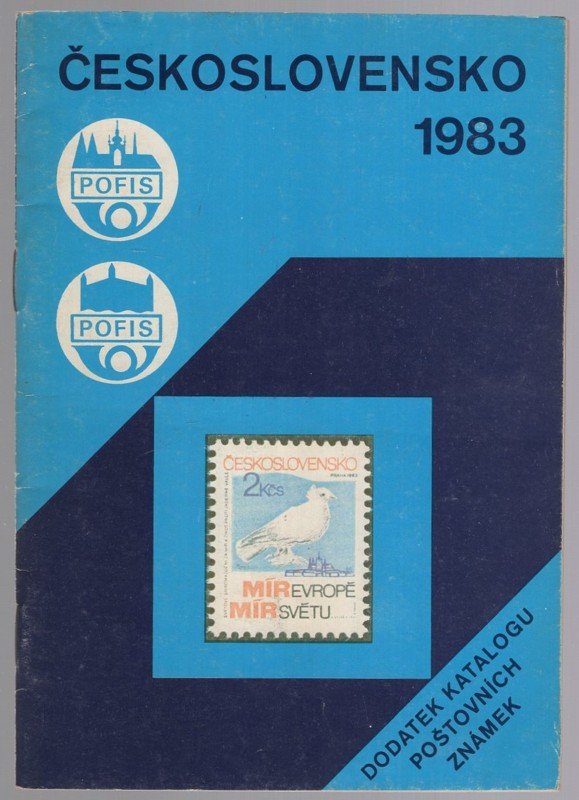 ČESKOSLOVENSKO
1983
POFIS
POFIS
ČESKOSLOVENSKO
PRAHA 1983
2Kčs
MÍR EVROPĚ
MÍR SVĚTU
DODATEK KATALOGU
POŠTOVNÍCH
ZNÁMEK